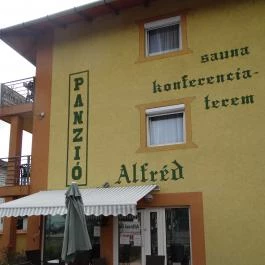 PANZIÓ
sauna
konferencia-
terem
Alfréd